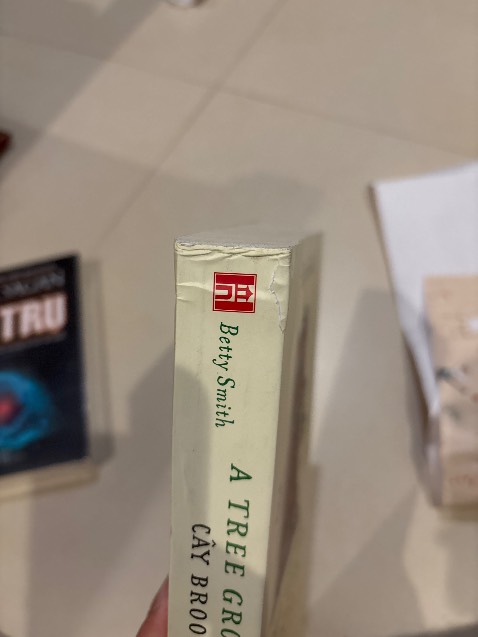 Betty Smith
A TREE GRO
CÂY BROO
TRU